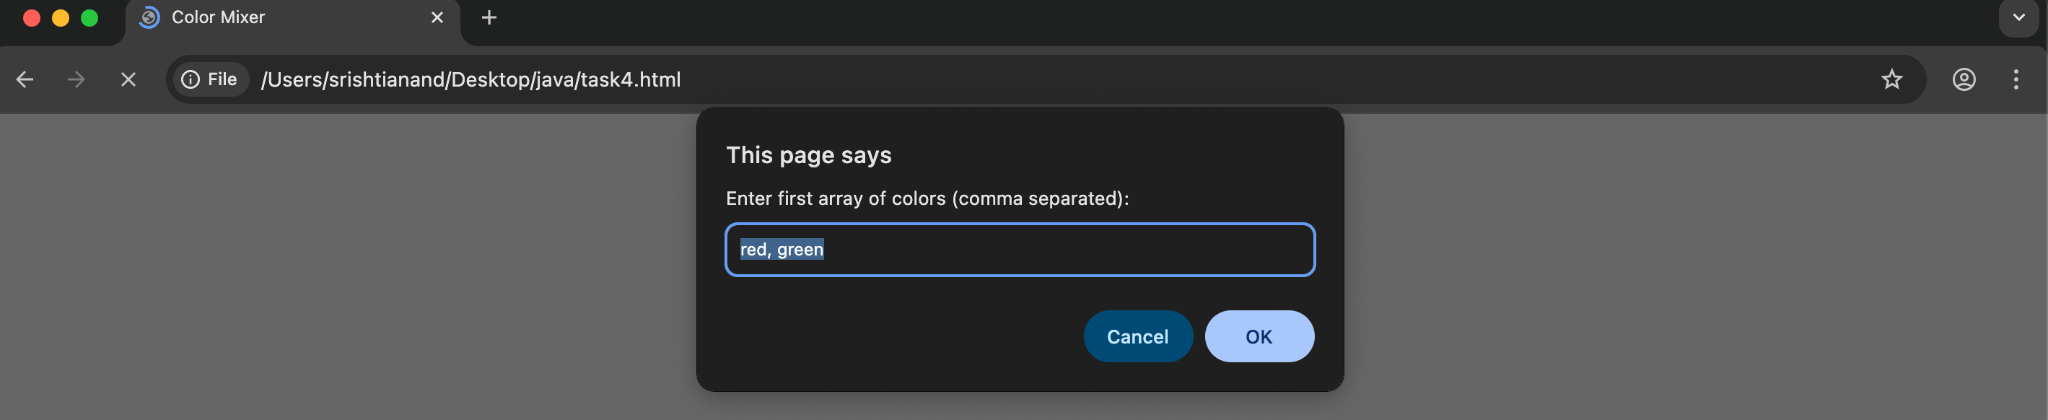 Color Mixer
File /Users/srishtianand/Desktop/java/task4.html
This page says
Enter first array of colors (comma separated):
red, green
Cancel OK